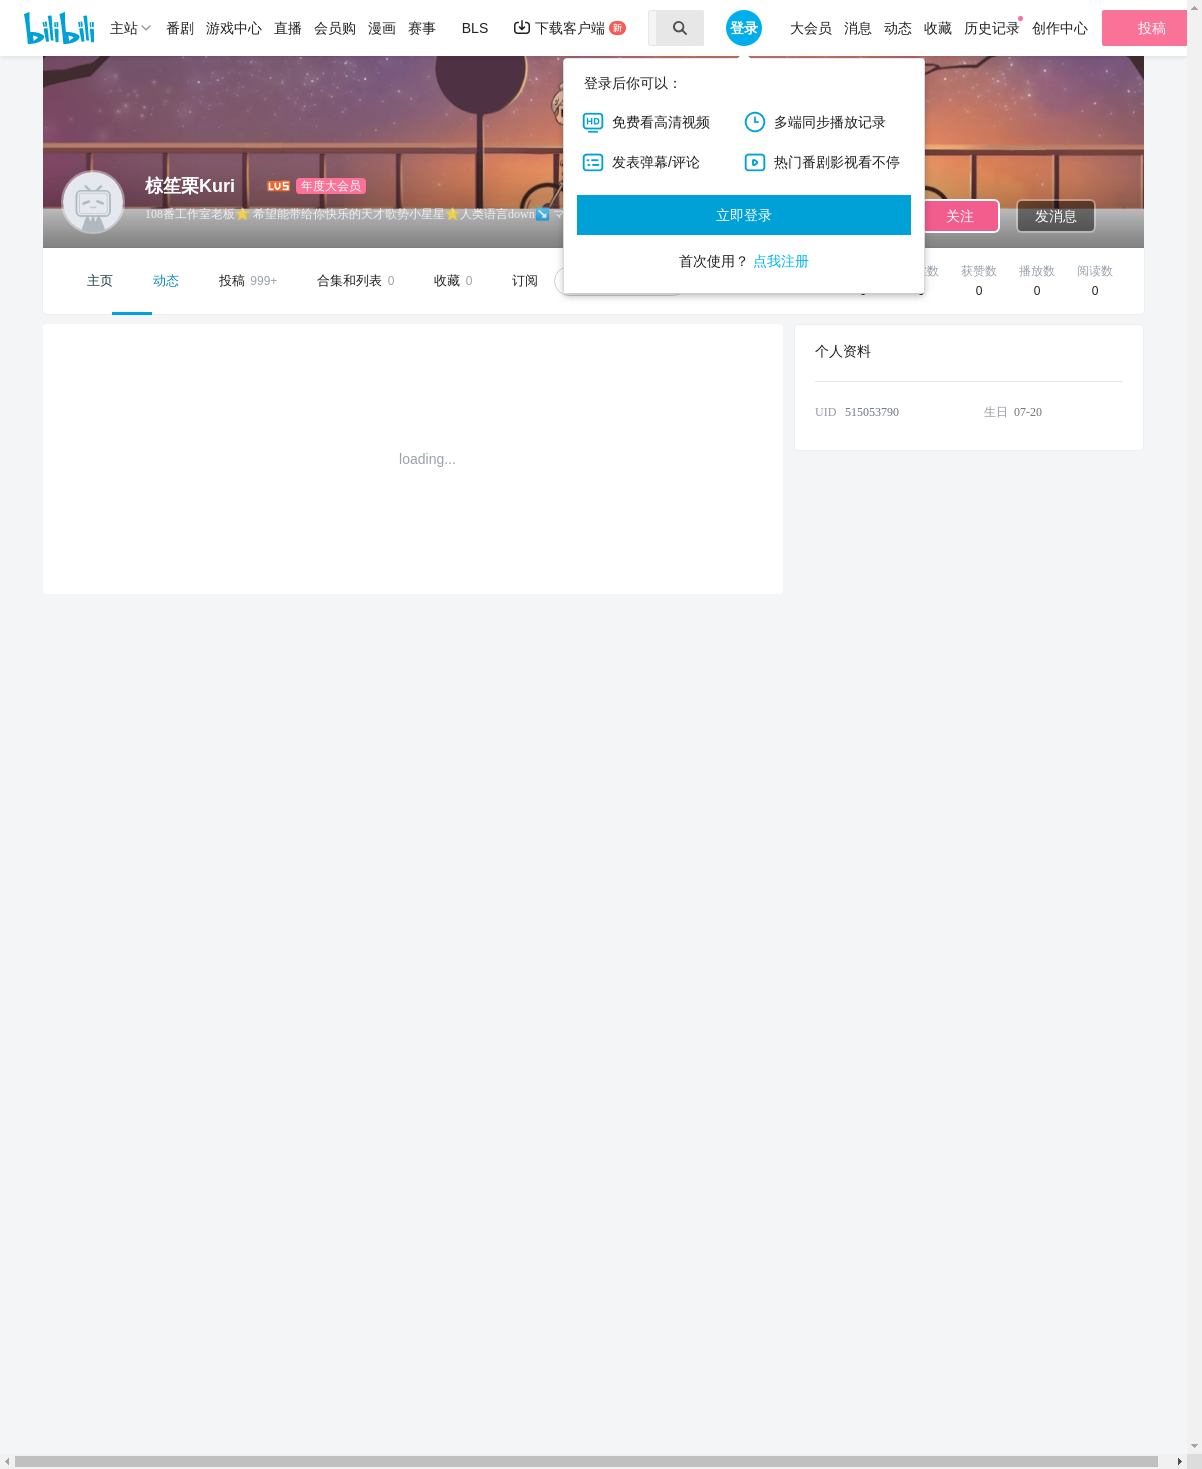 bilibili 主站 番剧 游戏中心 直播 会员购 漫画 赛事 BLS 下载客户端 新 登录 大会员 消息 动态 收藏 历史记录 创作中心 投稿
登录后你可以：
HD 免费看高清视频 多端同步播放记录
发表弹幕/评论 热门番剧影视看不停
立即登录
首次使用？ 点我注册
椋笙栗Kuri LV5 年度大会员
108番工作室老板⭐ 希望能带给你快乐的天才歌势小星星⭐人类语言down↘️
关注 发消息
主页 动态 投稿 999+ 合集和列表 0 收藏 0 订阅
数 获赞数 播放数 阅读数
0 0 0
loading...
个人资料
UID 515053790 生日 07-20